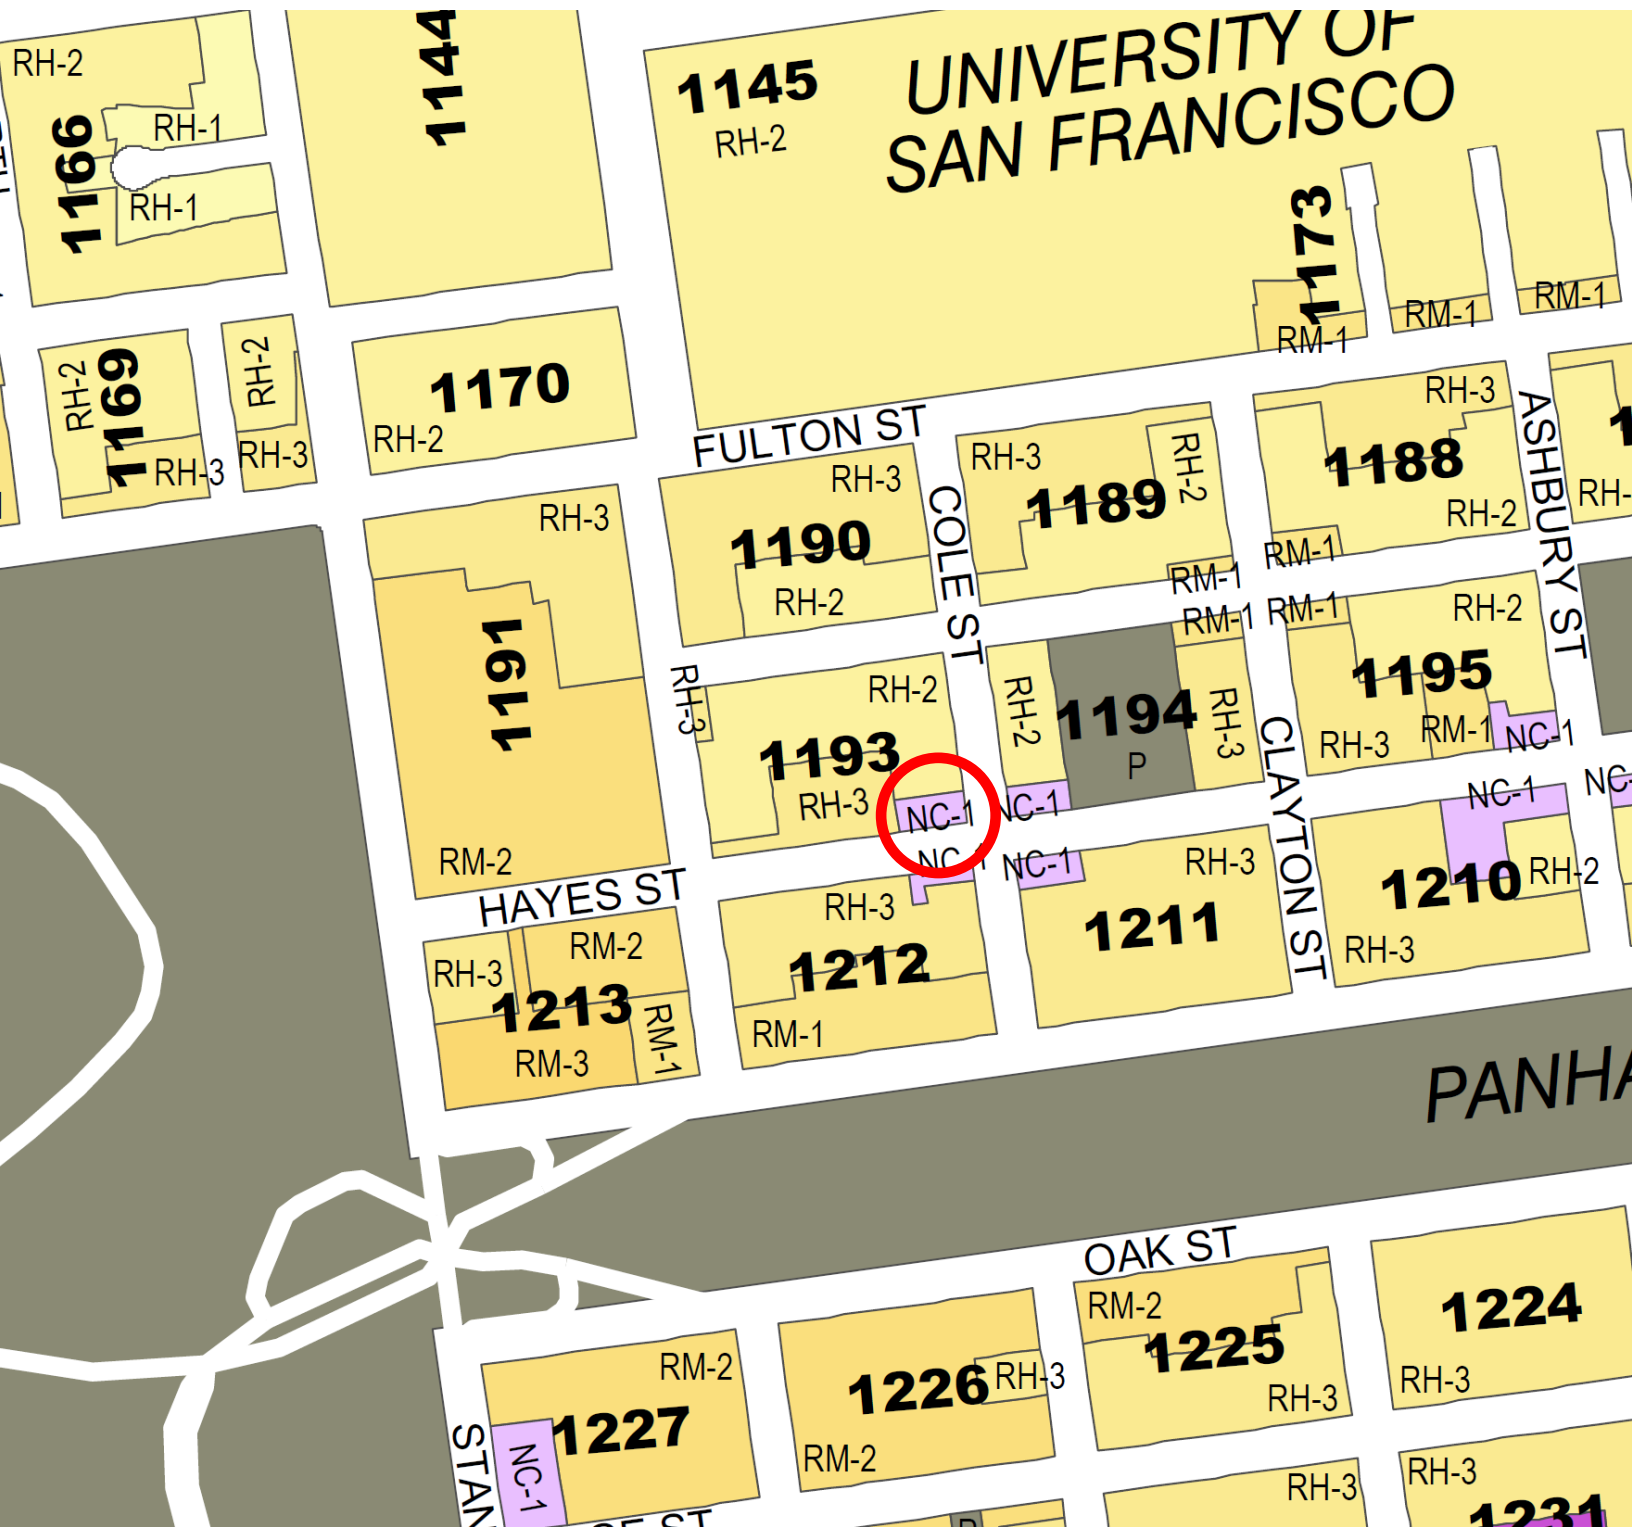 UNIVERSITY OF
SAN FRANCISCO
RH-2
1144
1145
RH-2
RH-1
1166
RH-1
1173
RM-1
RM-1
RM-1
RH-2
1169
RH-3
RH-2
RH-3
1170
RH-2
FULTON ST
RH-3
1188
RH-2
RM-1
ASHBURY ST
RH-3
1189
RH-2
RM-1
COLE ST
RH-3
1190
RH-2
RH-3
1191
RM-2
RH-3
RH-2
1193
RH-3
NC-1
RH-2
1194
P
RM-1
RH-3
NC-1
RM-1
RH-2
1195
RH-3
RM-1
NC-1
CLAYTON ST
HAYES ST
NC-1
RH-3
1212
RM-1
NC-1
RH-3
1211
NC-1
1210
RH-2
RH-3
RH-3
RM-2
1213
RM-3
RM-1
OAK ST
RM-2
1227
NC-1
1226
RH-3
RM-2
RM-2
1225
RH-3
1224
RH-3
RH-3
RH-3
1231